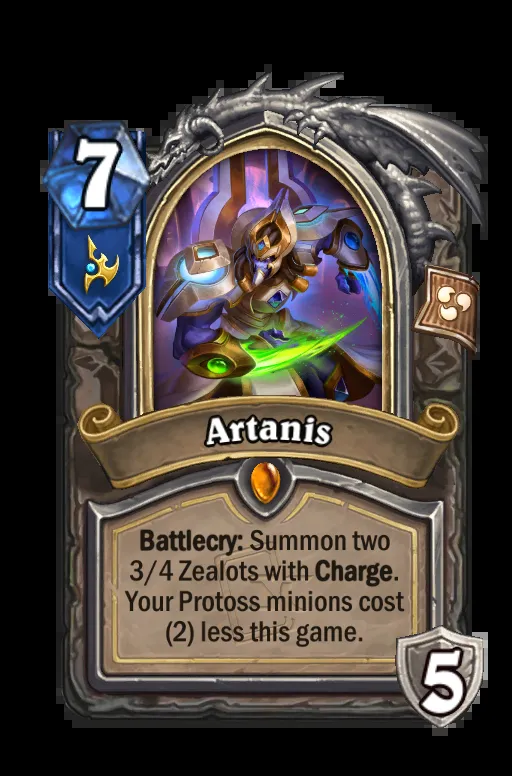 7
Artanis
Battlecry: Summon two
3/4 Zealots with Charge.
Your Protoss minions cost
(2) less this game.
5